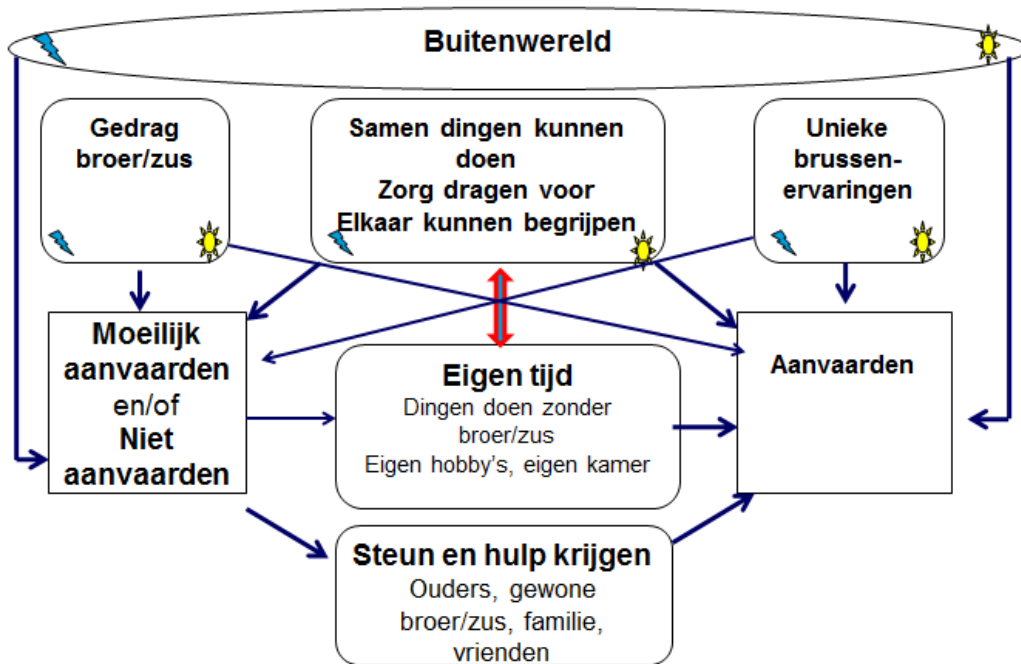 Buitenwereld
Gedrag
broer/zus
Samen dingen kunnen
doen
Zorg dragen voor
Elkaar kunnen begrijpen
Unieke
brussen-
ervaringen
Moeilijk
aanvaarden
en/of
Niet
aanvaarden
Eigen tijd
Dingen doen zonder
broer/zus
Eigen hobby's, eigen kamer
Aanvaarden
Steun en hulp krijgen
Ouders, gewone
broer/zus, familie,
vrienden